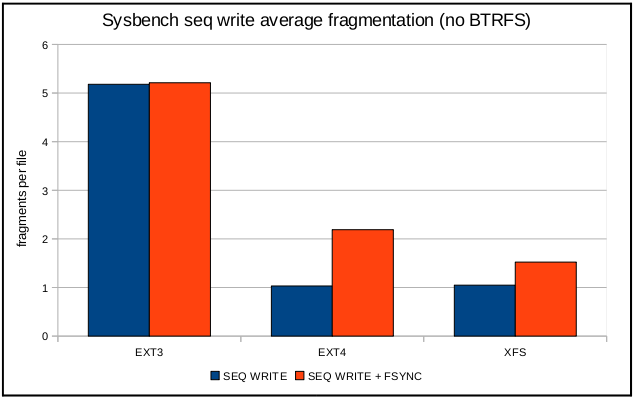 Sysbench seq write average fragmentation (no BTRFS)
6
5
4
3
2
1
0
fragments per file
EXT3 EXT4 XFS
SEQ WRITE SEQ WRITE + FSYNC